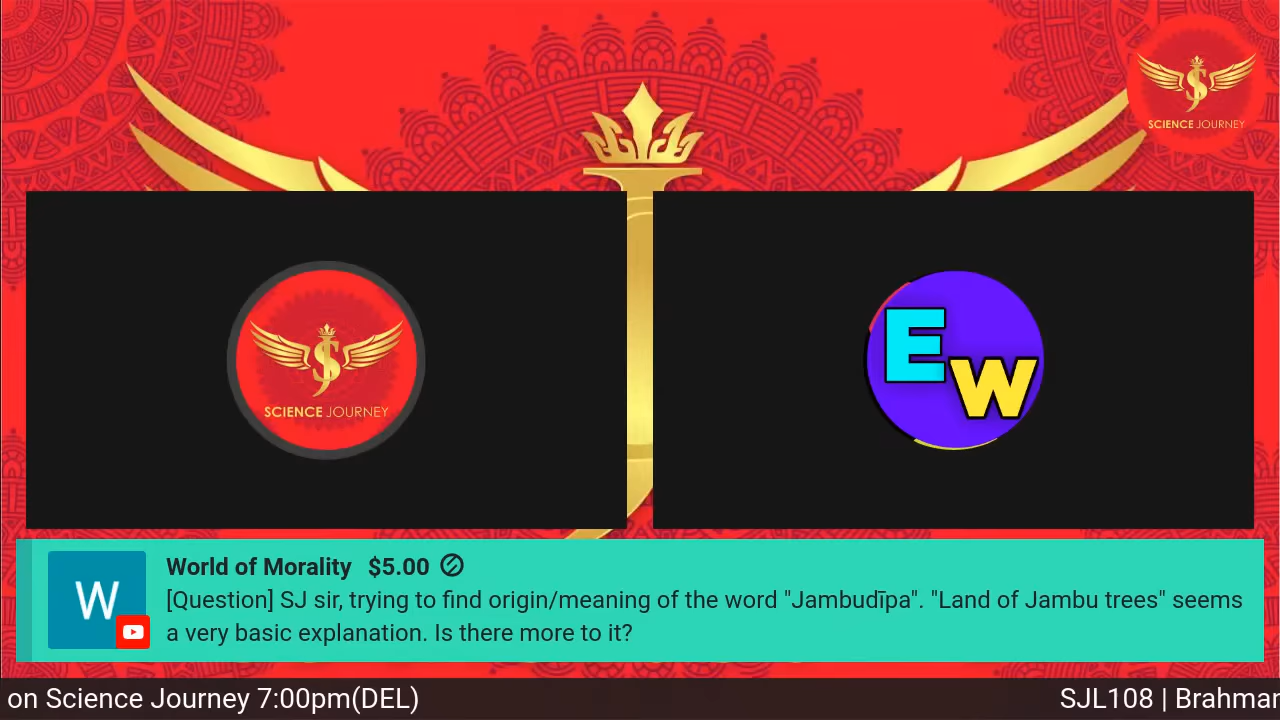 SCIENCE JOURNEY
SCIENCE JOURNEY
E
W
World of Morality $5.00
W
[Question] SJ sir, trying to find origin/meaning of the word "Jambudīpa". "Land of Jambu trees" seems
a very basic explanation. Is there more to it?
on Science Journey 7:00pm(DEL) SJL108 | Brahman